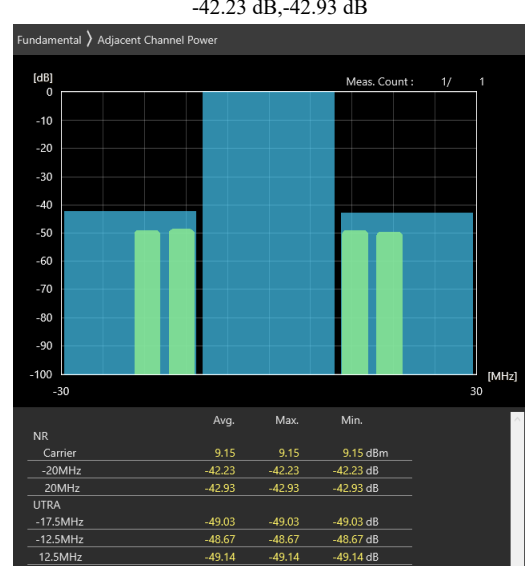 -42.23 dB,-42.93 dB
Fundamental ❯ Adjacent Channel Power
[dB]
Meas. Count : 1/ 1
0
-10
-20
-30
-40
-50
-60
-70
-80
-90
-100
[MHz]
-30 30
Avg. Max. Min.
NR
Carrier 9.15 9.15 9.15 dBm
-20MHz -42.23 -42.23 -42.23 dB
20MHz -42.93 -42.93 -42.93 dB
UTRA
-17.5MHz -49.03 -49.03 -49.03 dB
-12.5MHz -48.67 -48.67 -48.67 dB
12.5MHz -49.14 -49.14 -49.14 dB